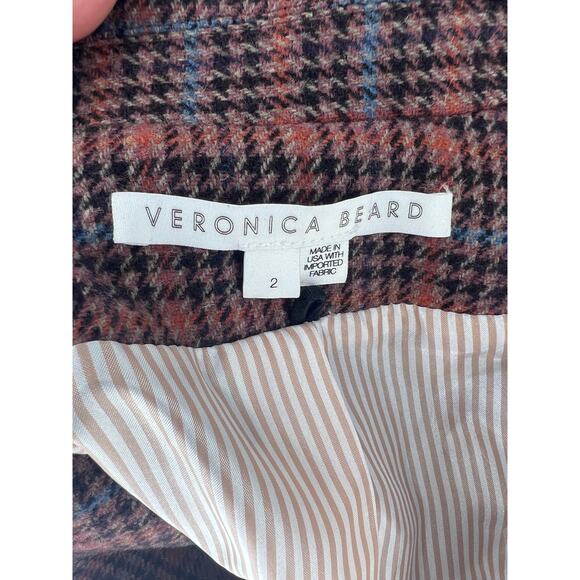 VERONICA BEARD
2
MADE IN
USA WITH
IMPORTED
FABRIC